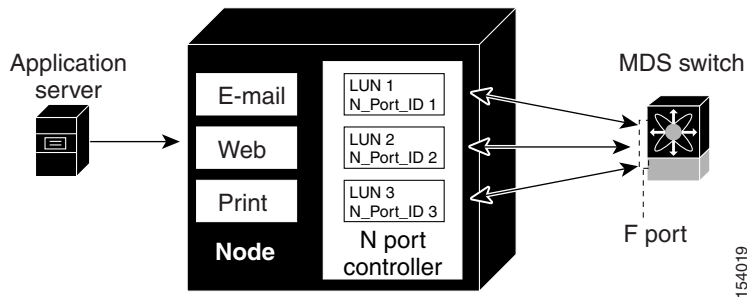 Application
server
E-mail
Web
Print
Node
LUN 1
N_Port_ID 1
LUN 2
N_Port_ID 2
LUN 3
N_Port_ID 3
N port
controller
MDS switch
F port
154019